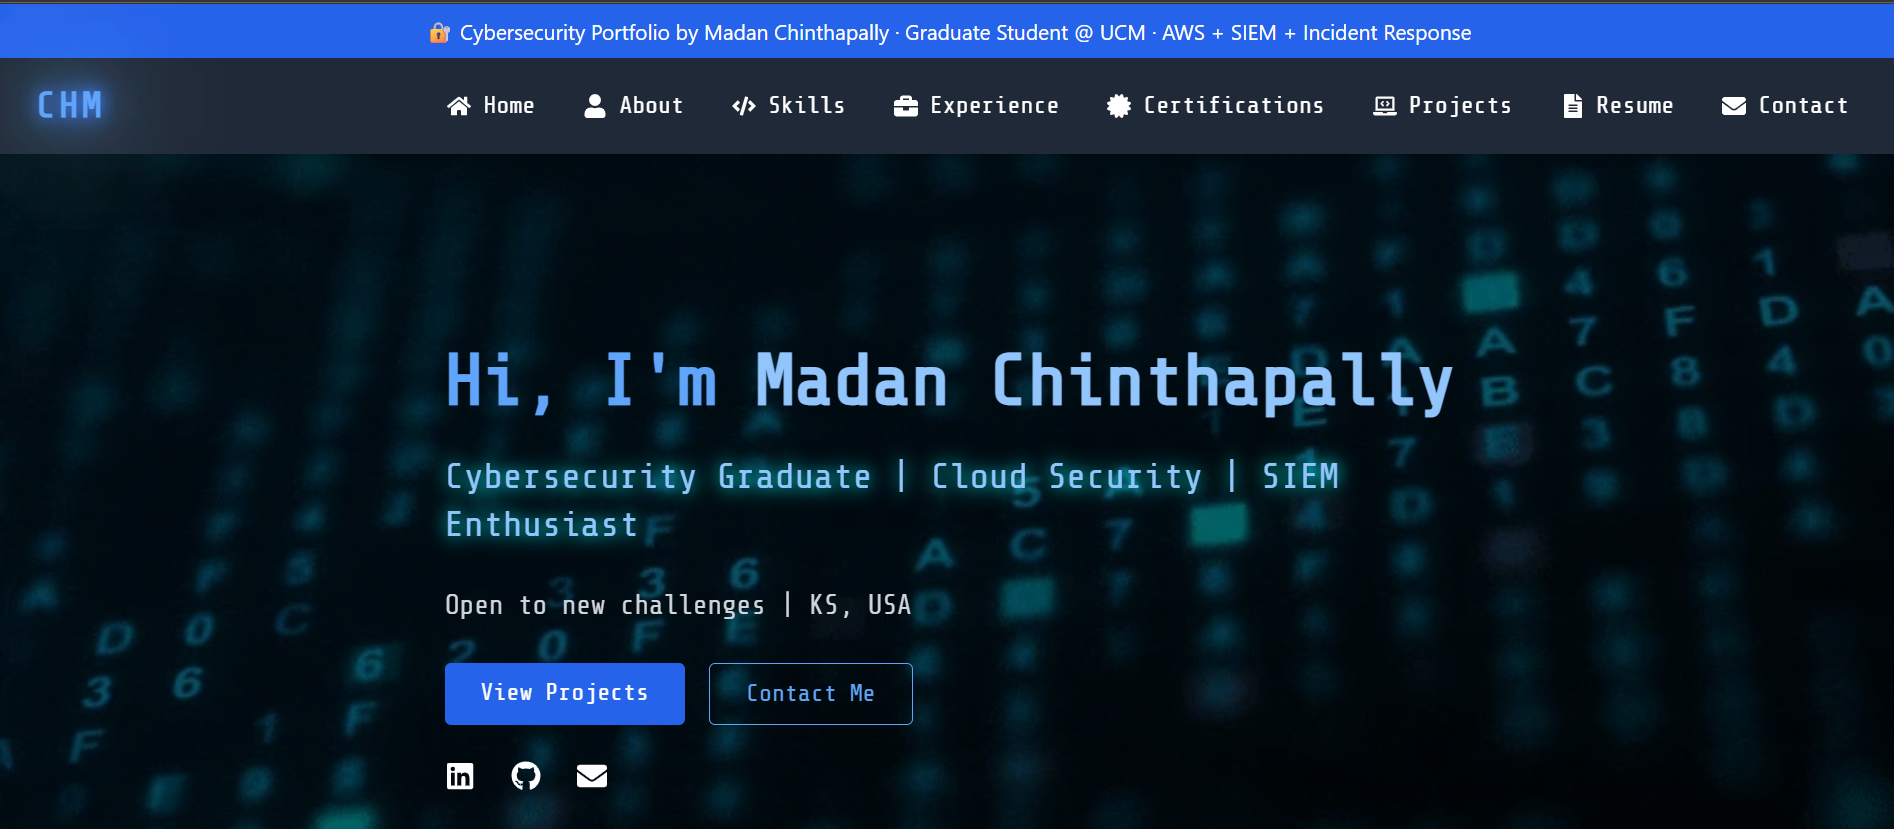 🔐 Cybersecurity Portfolio by Madan Chinthapally · Graduate Student @ UCM · AWS + SIEM + Incident Response
CHM
Home
About
Skills
Experience
Certifications
Projects
Resume
Contact
Hi, I'm Madan Chinthapally
Cybersecurity Graduate | Cloud Security | SIEM
Enthusiast
Open to new challenges | KS, USA
View Projects
Contact Me